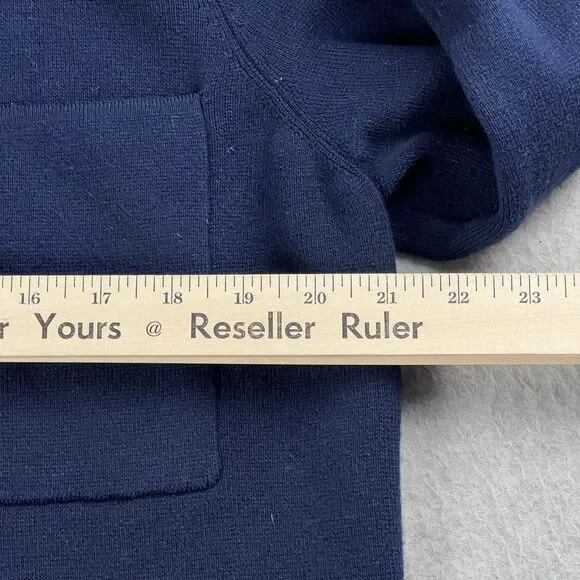 16 17 18 19 20 21 22 23
r Yours @ Reseller Ruler